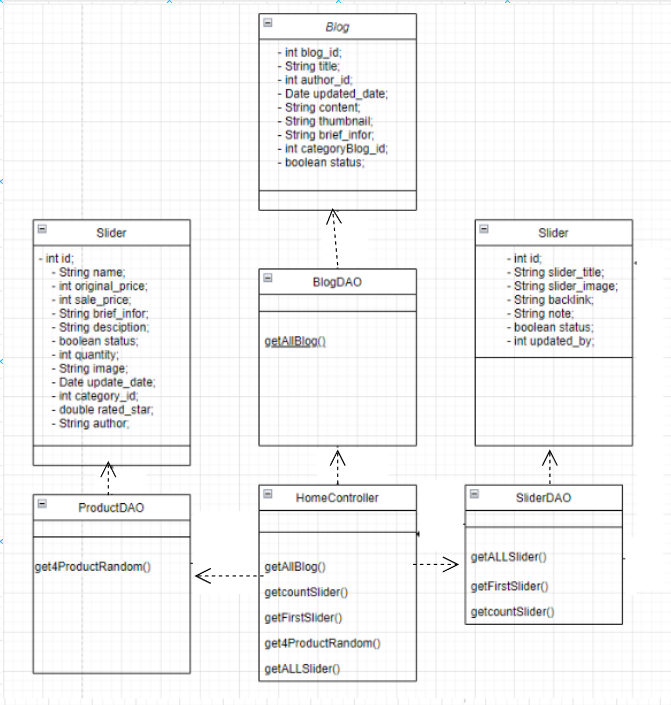 Blog
- int blog_id;
- String title;
- int author_id;
- Date updated_date;
- String content;
- String thumbnail;
- String brief_infor;
- int categoryBlog_id;
- boolean status;
Slider
- int id;
- String name;
- int original_price;
- int sale_price;
- String brief_infor;
- String desciption;
- boolean status;
- int quantity;
- String image;
- Date update_date;
- int category_id;
- double rated_star;
- String author;
BlogDAO
getAllBlog()
Slider
- int id;
- String slider_title;
- String slider_image;
- String backlink;
- String note;
- boolean status;
- int updated_by;
ProductDAO
get4ProductRandom()
HomeController
getAllBlog()
getcountSlider()
getFirstSlider()
get4ProductRandom()
getALLSlider()
SliderDAO
getALLSlider()
getFirstSlider()
getcountSlider()